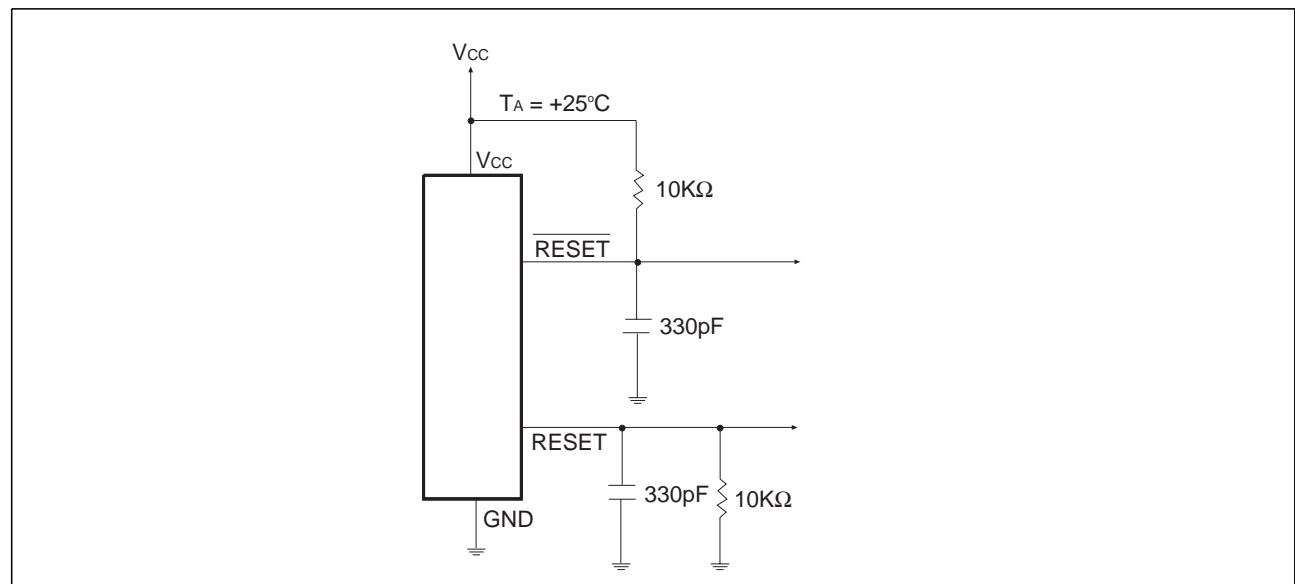 VCC
TA = +25°C
VCC
10KΩ
RESET
330pF
RESET
330pF
10KΩ
GND